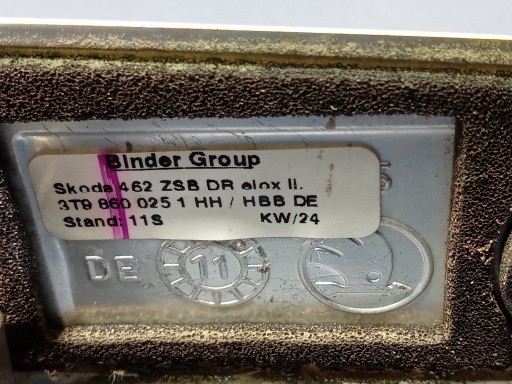 Binder Group
Skoda 462 ZSB DR elox li.
3T9 860 025 1 HH / HBB DE
Stand: 11S KW/24
DE 11